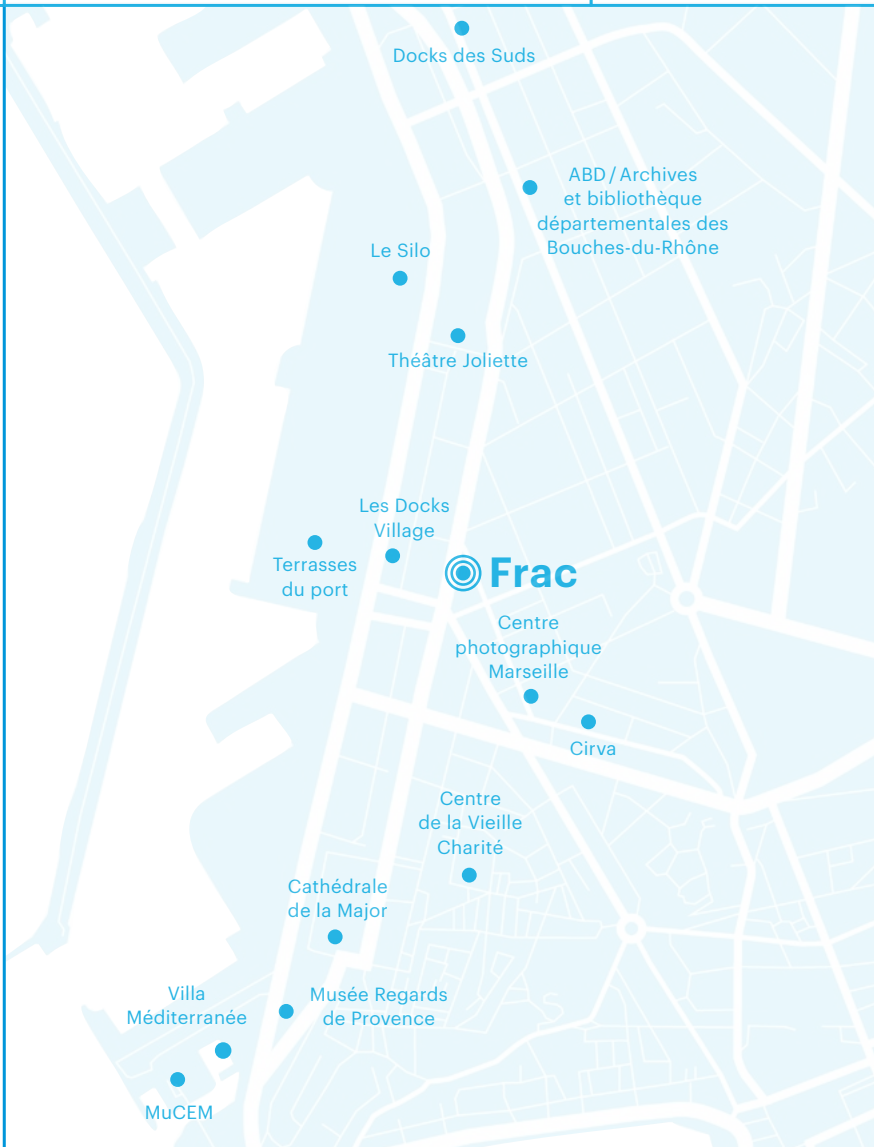 Docks des Suds
ABD / Archives
et bibliothèque
départementales des
Bouches-du-Rhône
Le Silo
Théâtre Joliette
Les Docks
Village
Terrasses
du port
Frac
Centre
photographique
Marseille
Cirva
Centre
de la Vieille
Charité
Cathédrale
de la Major
Villa
Méditerranée
Musée Regards
de Provence
MuCEM